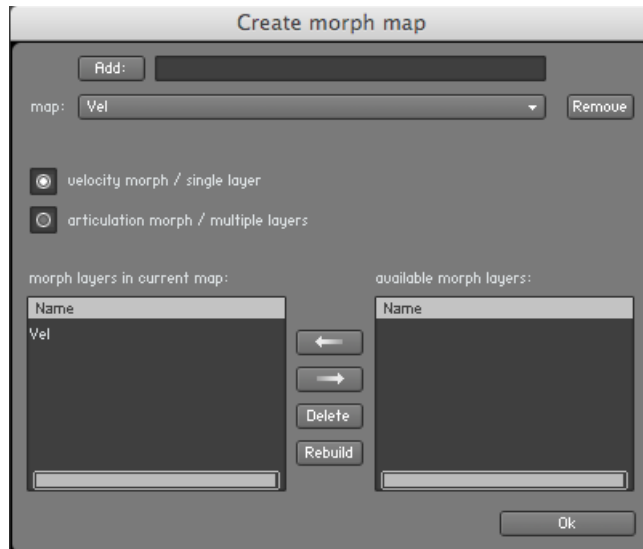 Create morph map
Add:
map: Vel Remove
velocity morph / single layer
articulation morph / multiple layers
morph layers in current map: available morph layers:
Name Name
Vel
Delete
Rebuild
Ok